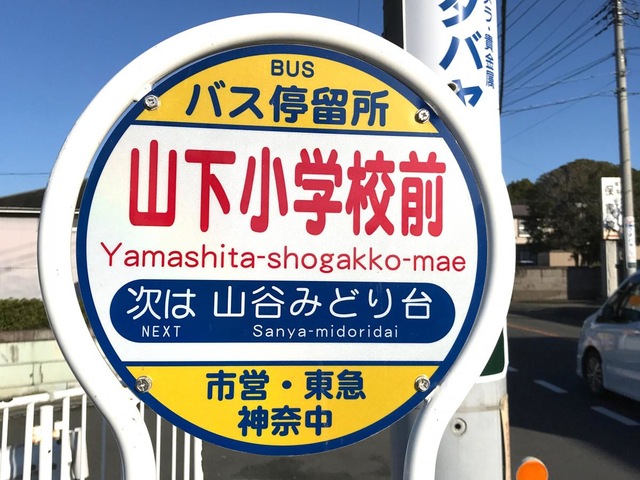 BUS
バス停留所
山下小学校前
Yamashita-shogakko-mae
次は 山谷みどり台
NEXT Sanya-midoridai
市営・東急
神奈中